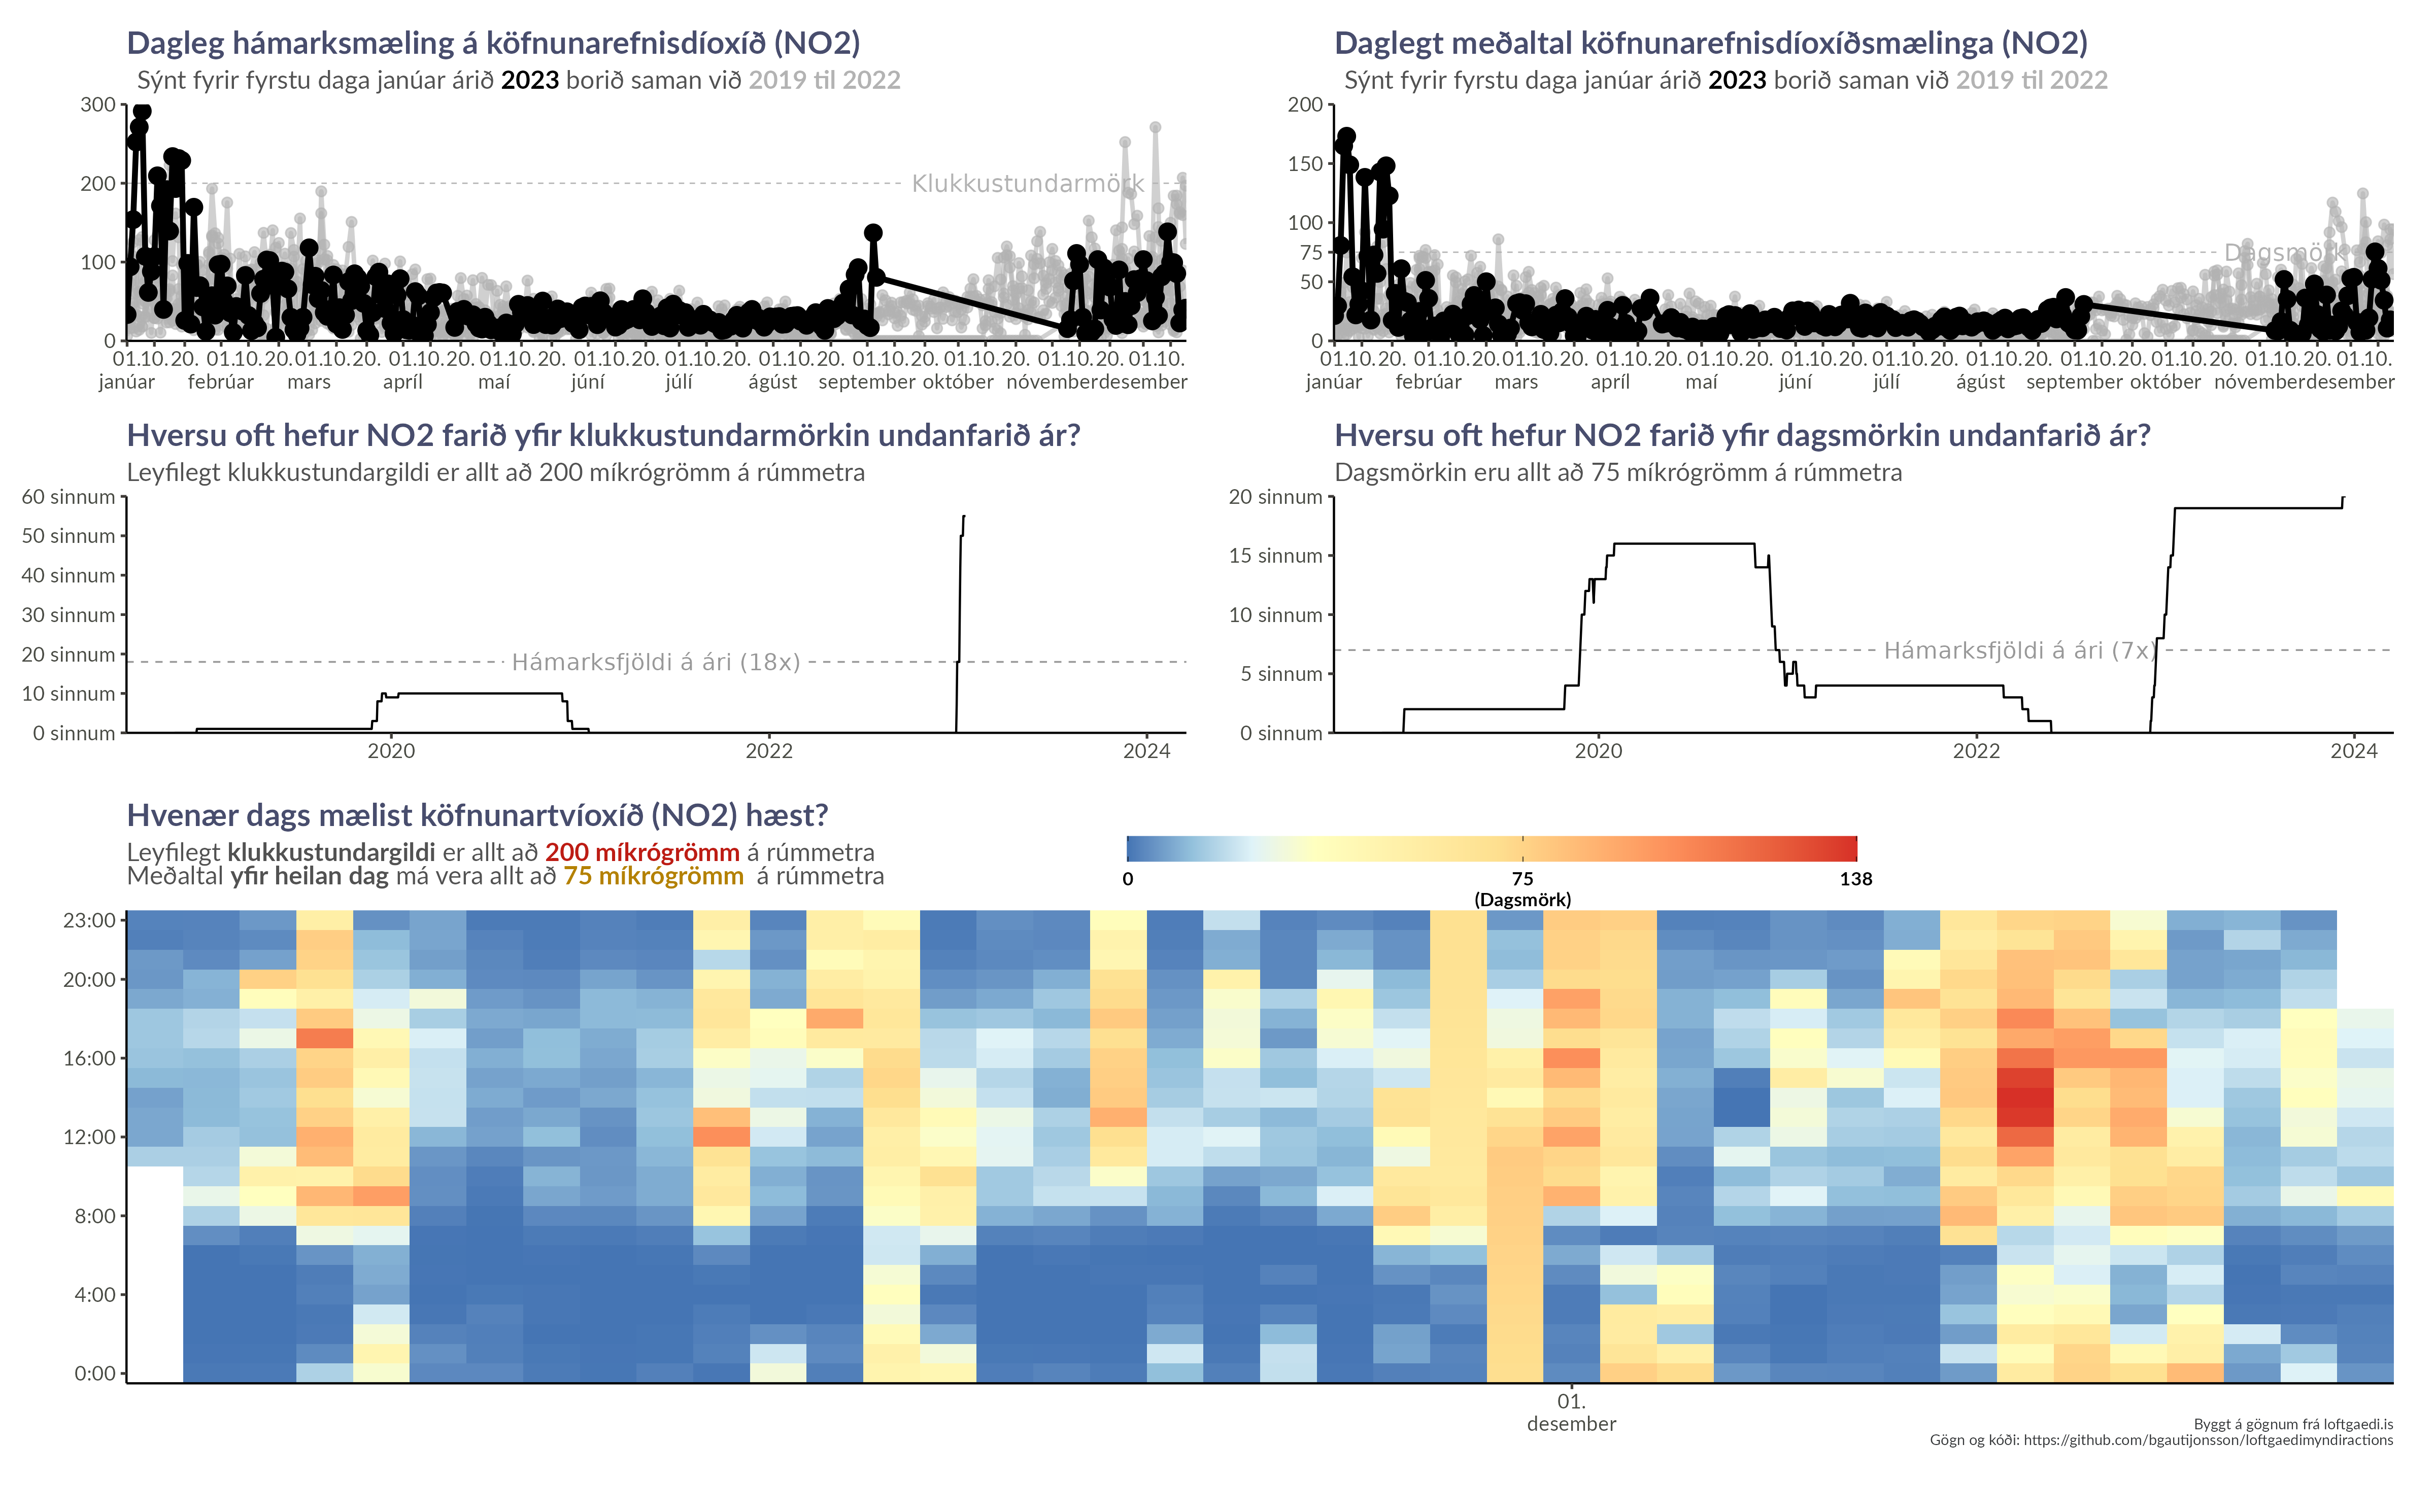 Dagleg hámarksmæling á köfnunarefnisdíoxíð (NO2)
Sýnt fyrir fyrstu daga janúar árið 2023 borið saman við 2019 til 2022
300
200
100
0
Klukkustundarmörk
01.10.20. 01.10.20. 01.10.20. 01.10.20. 01.10.20. 01.10.20. 01.10.20. 01.10.20. 01.10.20. 01.10.20. 01.10.20. 01.10.
janúar febrúar mars apríl maí júní júlí ágúst september október nóvember desember
Daglegt meðaltal köfnunarefnisdíoxíðsmælinga (NO2)
Sýnt fyrir fyrstu daga janúar árið 2023 borið saman við 2019 til 2022
200
150
100
75
50
0
Dagsmörk
01.10.20. 01.10.20. 01.10.20. 01.10.20. 01.10.20. 01.10.20. 01.10.20. 01.10.20. 01.10.20. 01.10.20. 01.10.20. 01.10.
janúar febrúar mars apríl maí júní júlí ágúst september október nóvember desember
Hversu oft hefur NO2 farið yfir klukkustundarmörkin undanfarið ár?
Leyfilegt klukkustundargildi er allt að 200 míkrógrömm á rúmmetra
60 sinnum
50 sinnum
40 sinnum
30 sinnum
20 sinnum
10 sinnum
0 sinnum
Hámarksfjöldi á ári (18x)
2020 2022 2024
Hversu oft hefur NO2 farið yfir dagsmörkin undanfarið ár?
Dagsmörkin eru allt að 75 míkrógrömm á rúmmetra
20 sinnum
15 sinnum
10 sinnum
5 sinnum
0 sinnum
Hámarksfjöldi á ári (7x)
2020 2022 2024
Hvenær dags mælist köfnunartvíoxíð (NO2) hæst?
Leyfilegt klukkustundargildi er allt að 200 míkrógrömm á rúmmetra
Meðaltal yfir heilan dag má vera allt að 75 míkrógrömm á rúmmetra
0 75 138
(Dagsmörk)
23:00
20:00
16:00
12:00
8:00
4:00
0:00
01.
desember
Byggt á gögnum frá loftgaedi.is
Gögn og kóði: https://github.com/bgautijonsson/loftgaedimyndiractions